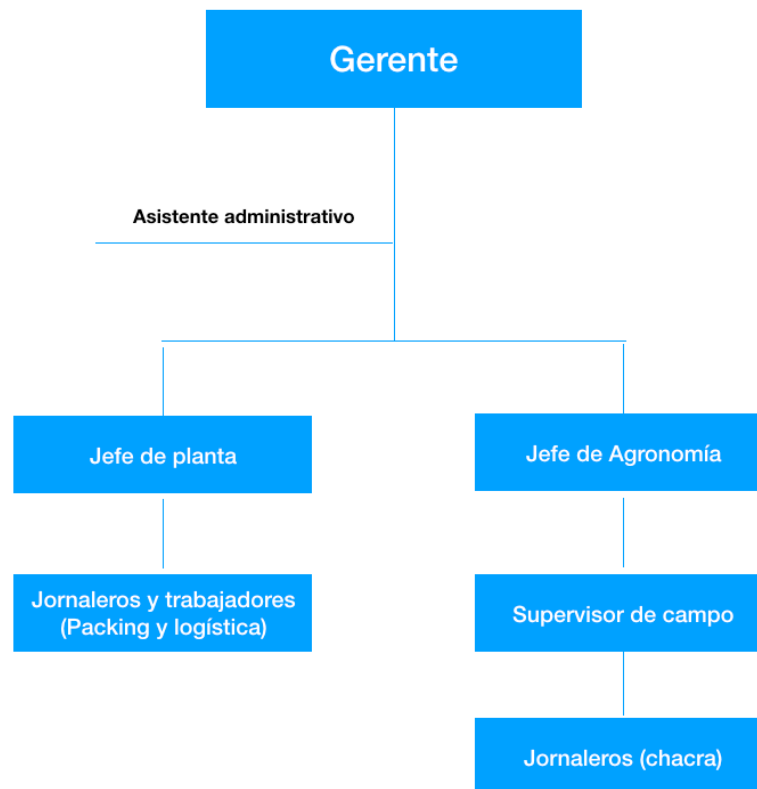 Gerente
Asistente administrativo
Jefe de planta
Jefe de Agronomía
Jornaleros y trabajadores
(Packing y logística)
Supervisor de campo
Jornaleros (chacra)